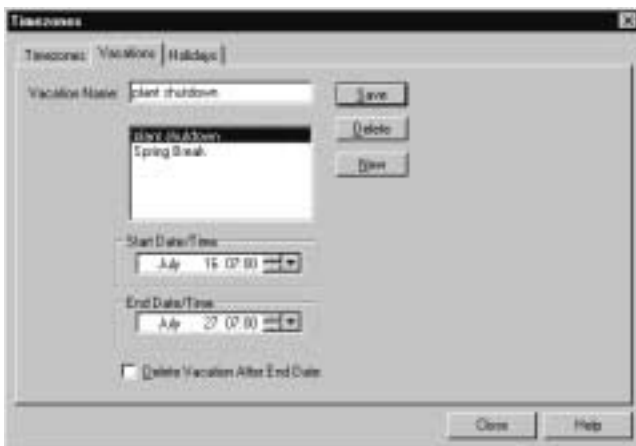 Timezones
Timezones Vacations Holidays
Vacation Name: plant shutdown Save
plant shutdown Delete
Spring Break New
Start Date/Time
July 16 07:00
End Date/Time
July 27 07:00
Delete Vacation After End Date
Close Help